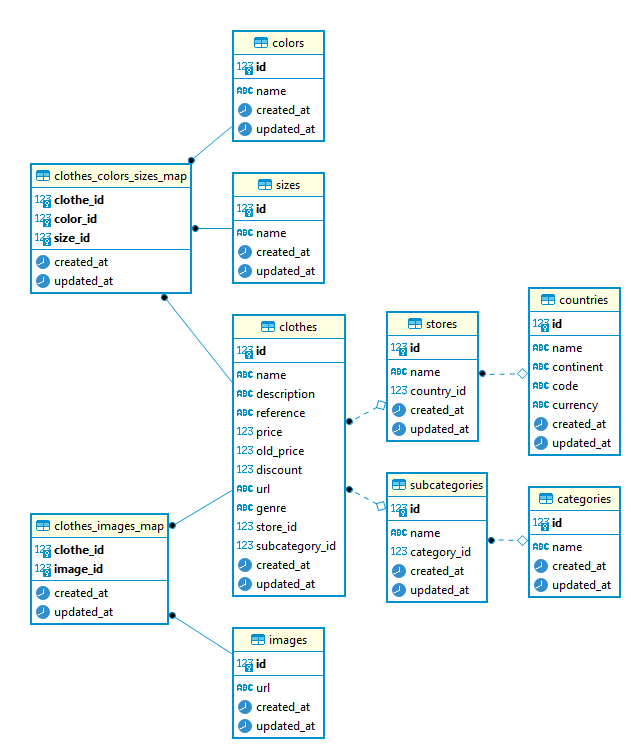 colors
123 id
ABC name
created_at
updated_at
clothes_colors_sizes_map
123 clothe_id
123 color_id
123 size_id
created_at
updated_at
sizes
123 id
ABC name
created_at
updated_at
clothes
123 id
ABC name
ABC description
ABC reference
123 price
123 old_price
123 discount
ABC url
ABC genre
123 store_id
123 subcategory_id
created_at
updated_at
stores
123 id
ABC name
123 country_id
created_at
updated_at
countries
123 id
ABC name
ABC continent
ABC code
ABC currency
created_at
updated_at
subcategories
123 id
ABC name
123 category_id
created_at
updated_at
categories
123 id
ABC name
created_at
updated_at
clothes_images_map
123 clothe_id
123 image_id
created_at
updated_at
images
123 id
ABC url
created_at
updated_at